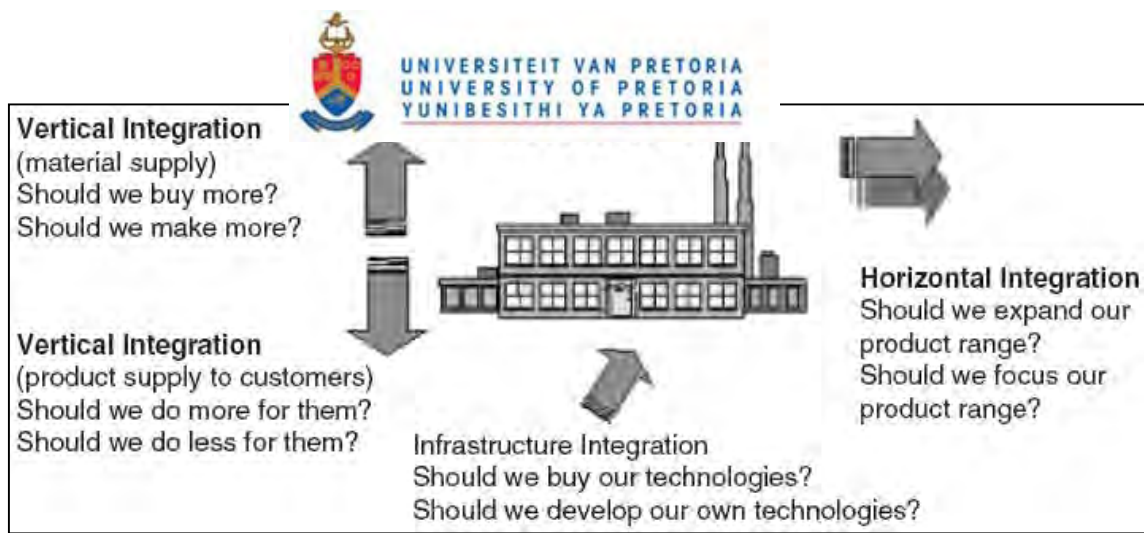 UNIVERSITEIT VAN PRETORIA
UNIVERSITY OF PRETORIA
YUNIBESITHI YA PRETORIA
Vertical Integration
(material supply)
Should we buy more?
Should we make more?
Vertical Integration
(product supply to customers)
Should we do more for them?
Should we do less for them?
Infrastructure Integration
Should we buy our technologies?
Should we develop our own technologies?
Horizontal Integration
Should we expand our
product range?
Should we focus our
product range?